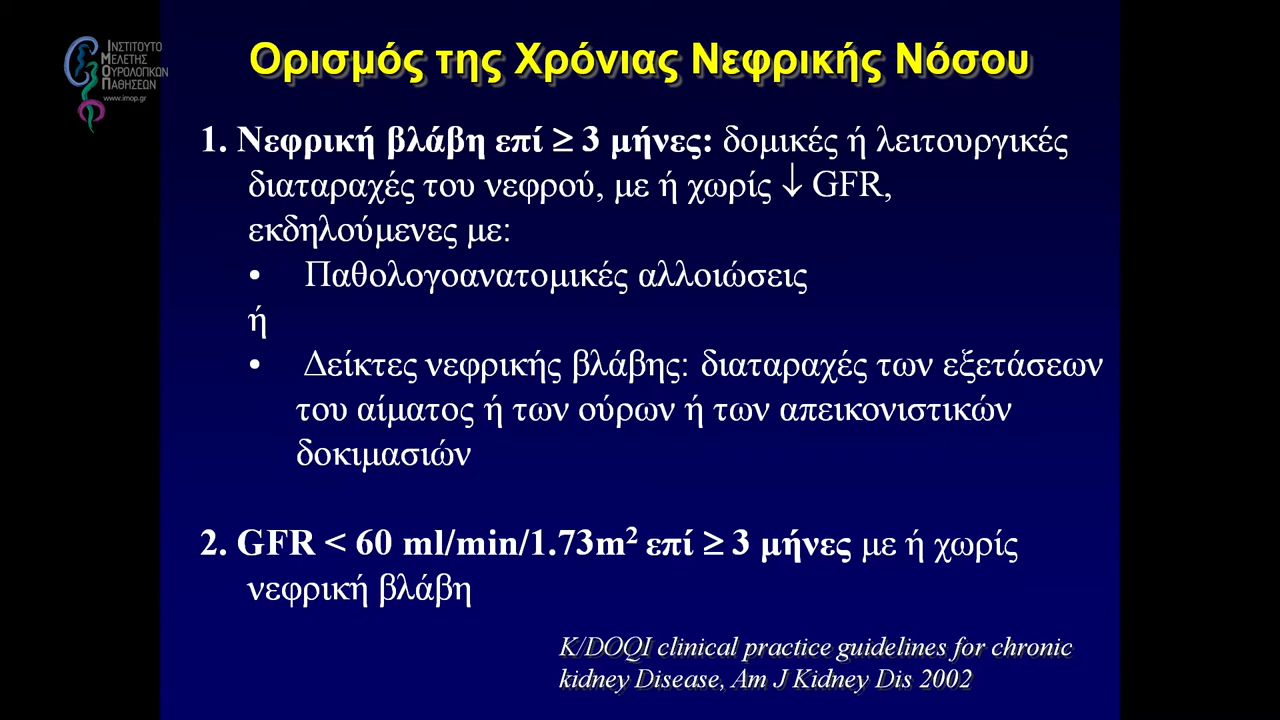 ΙΝΣΤΙΤΟΥΤΟ
ΜΕΛΕΤΗΣ
ΟΥΡΟΛΟΓΙΚΩΝ
ΠΑΘΗΣΕΩΝ
www.imop.gr
Ορισμός της Χρόνιας Νεφρικής Νόσου
1. Νεφρική βλάβη επί ≥ 3 μήνες: δομικές ή λειτουργικές
διαταραχές του νεφρού, με ή χωρίς ↓ GFR,
εκδηλούμενες με:
• Παθολογοανατομικές αλλοιώσεις
ή
• Δείκτες νεφρικής βλάβης: διαταραχές των εξετάσεων
του αίματος ή των ούρων ή των απεικονιστικών
δοκιμασιών
2. GFR < 60 ml/min/1.73m² επί ≥ 3 μήνες με ή χωρίς
νεφρική βλάβη
K/DOQI clinical practice guidelines for chronic
kidney Disease, Am J Kidney Dis 2002